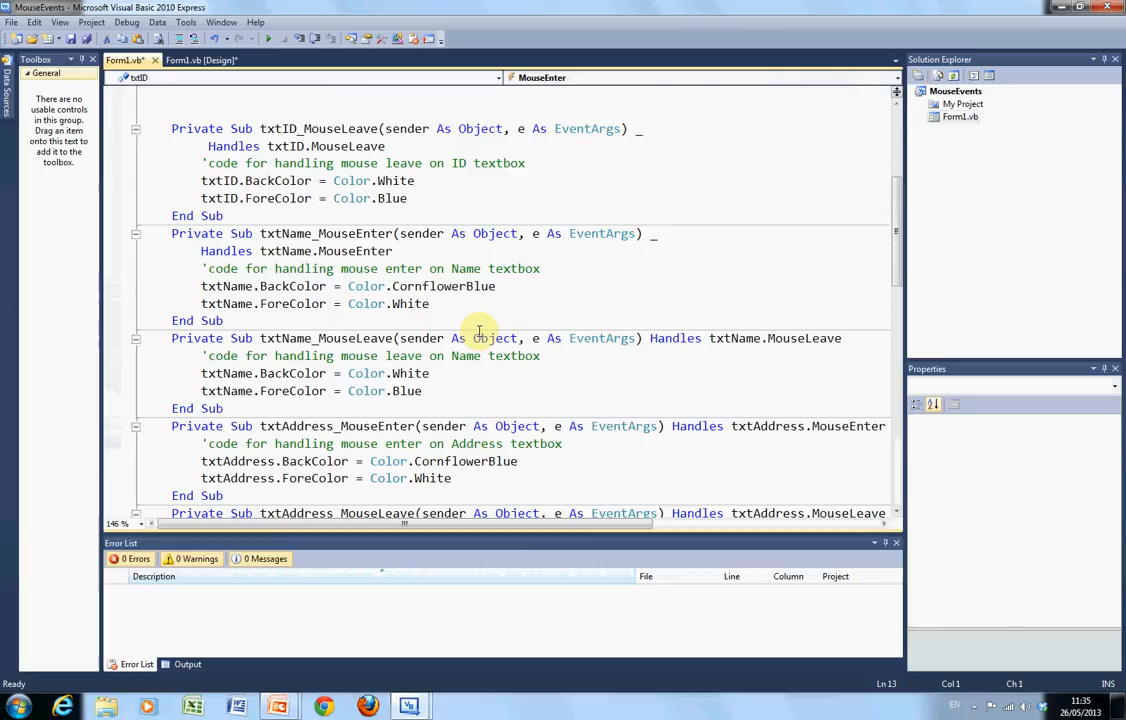 MouseEvents - Microsoft Visual Basic 2010 Express
File Edit View Project Debug Data Tools Window Help
Toolbox
General
There are no
usable controls
in this group.
Drag an item
onto this text to
add it to the
toolbox.
Data Sources
Form1.vb* Form1.vb [Design]*
txtID MouseEnter
Private Sub txtID_MouseLeave(sender As Object, e As EventArgs) _
Handles txtID.MouseLeave
'code for handling mouse leave on ID textbox
txtID.BackColor = Color.White
txtID.ForeColor = Color.Blue
End Sub
Private Sub txtName_MouseEnter(sender As Object, e As EventArgs) _
Handles txtName.MouseEnter
'code for handling mouse enter on Name textbox
txtName.BackColor = Color.CornflowerBlue
txtName.ForeColor = Color.White
End Sub
Private Sub txtName_MouseLeave(sender As Object, e As EventArgs) Handles txtName.MouseLeave
'code for handling mouse leave on Name textbox
txtName.BackColor = Color.White
txtName.ForeColor = Color.Blue
End Sub
Private Sub txtAddress_MouseEnter(sender As Object, e As EventArgs) Handles txtAddress.MouseEnter
'code for handling mouse enter on Address textbox
txtAddress.BackColor = Color.CornflowerBlue
txtAddress.ForeColor = Color.White
End Sub
Private Sub txtAddress_MouseLeave(sender As Object, e As EventArgs) Handles txtAddress.MouseLeave
146 %
Error List
0 Errors 0 Warnings 0 Messages
Description File Line Column Project
Error List Output
Solution Explorer
MouseEvents
My Project
Form1.vb
Properties
Ready Ln 13 Col 1 Ch 1 INS
EN
11:35
26/05/2013